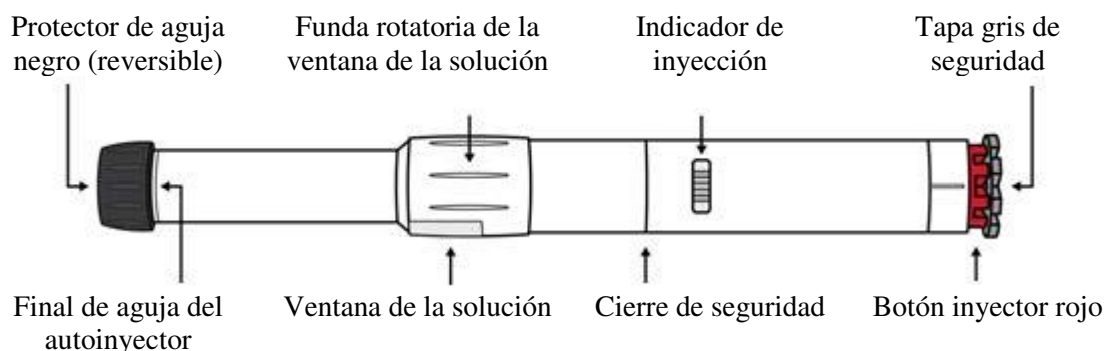 Protector de aguja
negro (reversible)
Funda rotatoria de la
ventana de la solución
Indicador de
inyección
Tapa gris de
seguridad
Final de aguja del
autoinyector
Ventana de la solución
Cierre de seguridad
Botón inyector rojo